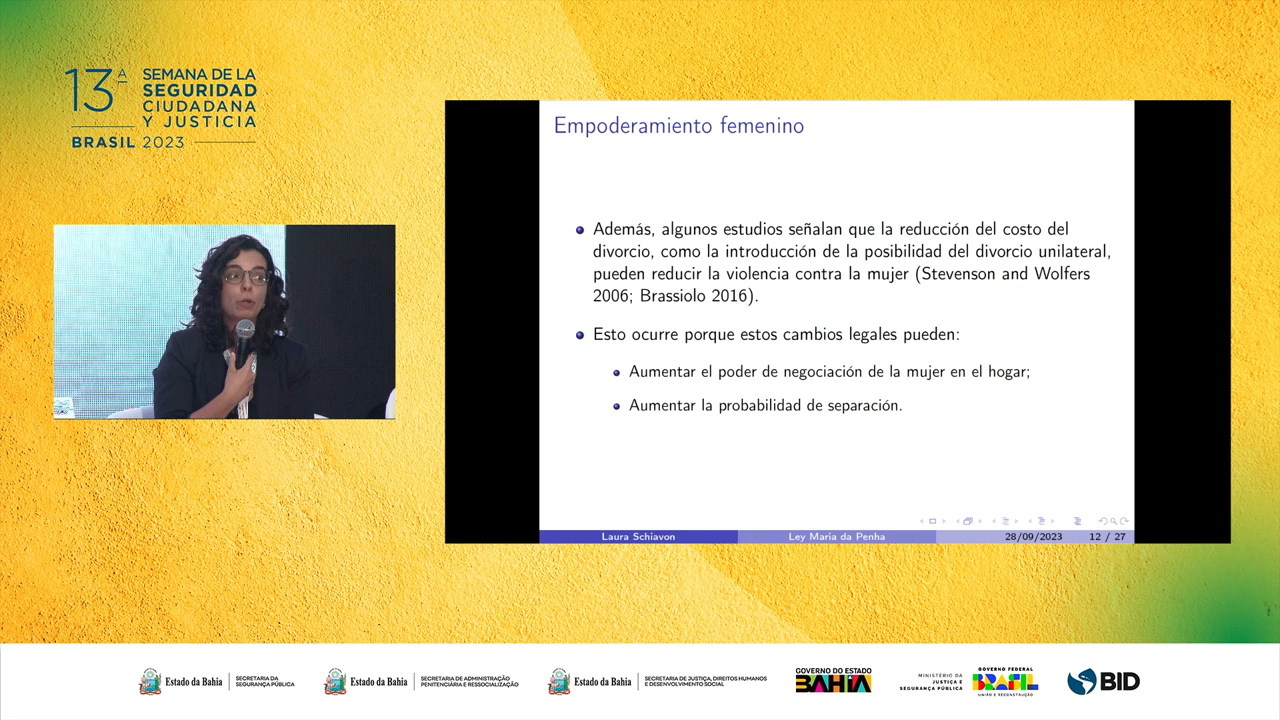 13ª
SEMANA DE LA
SEGURIDAD
CIUDADANA
Y JUSTICIA
BRASIL 2023
Empoderamiento femenino
Además, algunos estudios señalan que la reducción del costo del
divorcio, como la introducción de la posibilidad del divorcio unilateral,
pueden reducir la violencia contra la mujer (Stevenson and Wolfers
2006; Brassiolo 2016).
Esto ocurre porque estos cambios legales pueden:
Aumentar el poder de negociación de la mujer en el hogar;
Aumentar la probabilidad de separación.
Laura Schiavon
Ley Maria da Penha
28/09/2023
12 / 27
Estado da Bahia
SECRETARIA DA
SEGURANÇA PÚBLICA
Estado da Bahia
SECRETARIA DE ADMINISTRAÇÃO
PENITENCIÁRIA E RESSOCIALIZAÇÃO
Estado da Bahia
SECRETARIA DE JUSTIÇA, DIREITOS HUMANOS
E DESENVOLVIMENTO SOCIAL
GOVERNO DO ESTADO
BAHIA
MINISTÉRIO DA
JUSTIÇA E
SEGURANÇA PÚBLICA
GOVERNO FEDERAL
BRASIL
UNIÃO E RECONSTRUÇÃO
BID